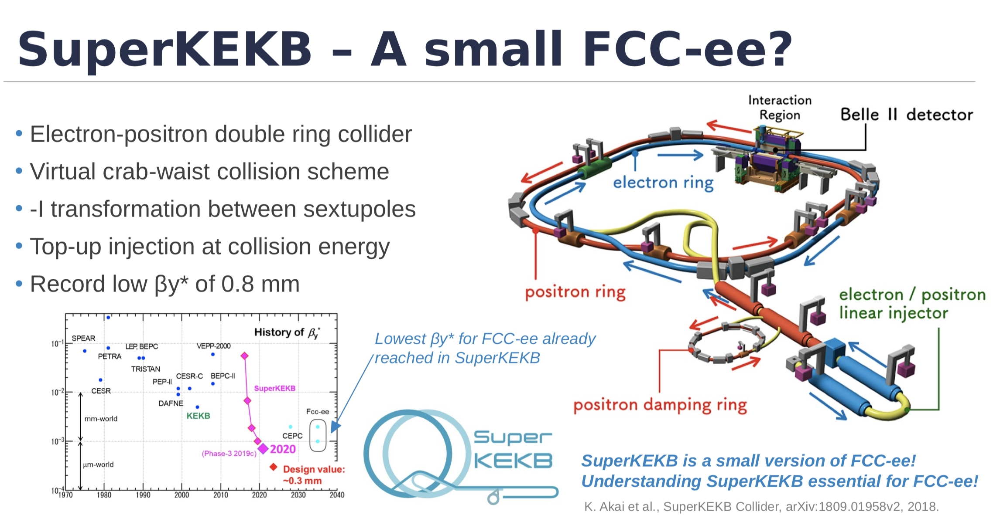 SuperKEKB – A small FCC-ee?
• Electron-positron double ring collider
• Virtual crab-waist collision scheme
• -I transformation between sextupoles
• Top-up injection at collision energy
• Record low βy* of 0.8 mm
Interaction
Region
Belle II detector
electron ring
positron ring
electron / positron
linear injector
positron damping ring
History of βy*
10⁻¹
10⁻²
10⁻³
10⁻⁴
SPEAR
PETRA
LEP, BEPC
TRISTAN
VEPP-2000
CESR
PEP-II
CESR-C
BEPC-II
DAFNE
KEKB
SuperKEKB
Fcc-ee
CEPC
mm-world
μm-world
(Phase-3 2019c)
2020
Design value:
~0.3 mm
1970 1980 1990 2000 2010 2020 2030 2040
Lowest βy* for FCC-ee already
reached in SuperKEKB
Super
KEKB
SuperKEKB is a small version of FCC-ee!
Understanding SuperKEKB essential for FCC-ee!
K. Akai et al., SuperKEKB Collider, arXiv:1809.01958v2, 2018.